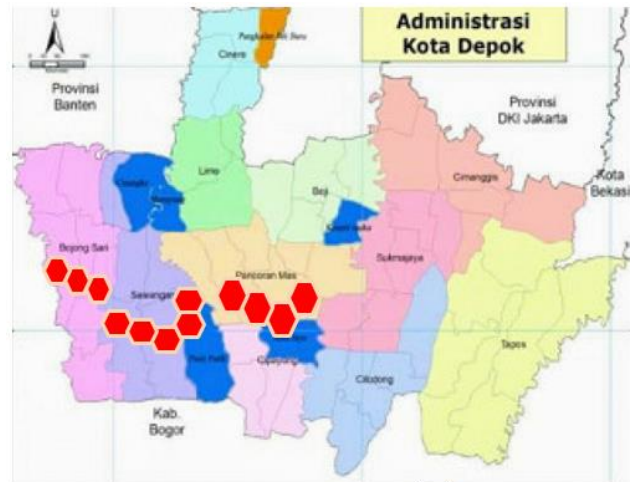 U
Administrasi
Kota Depok
Cinere
Provinsi
Banten
Provinsi
DKI Jakarta
Kota
Bekasi
Limo
Cimanggis
Beji
Bojong Sari
Sukmajaya
Pancoran Mas
Sawangan
Tapos
Cipayung
Cilodong
Kab.
Bogor